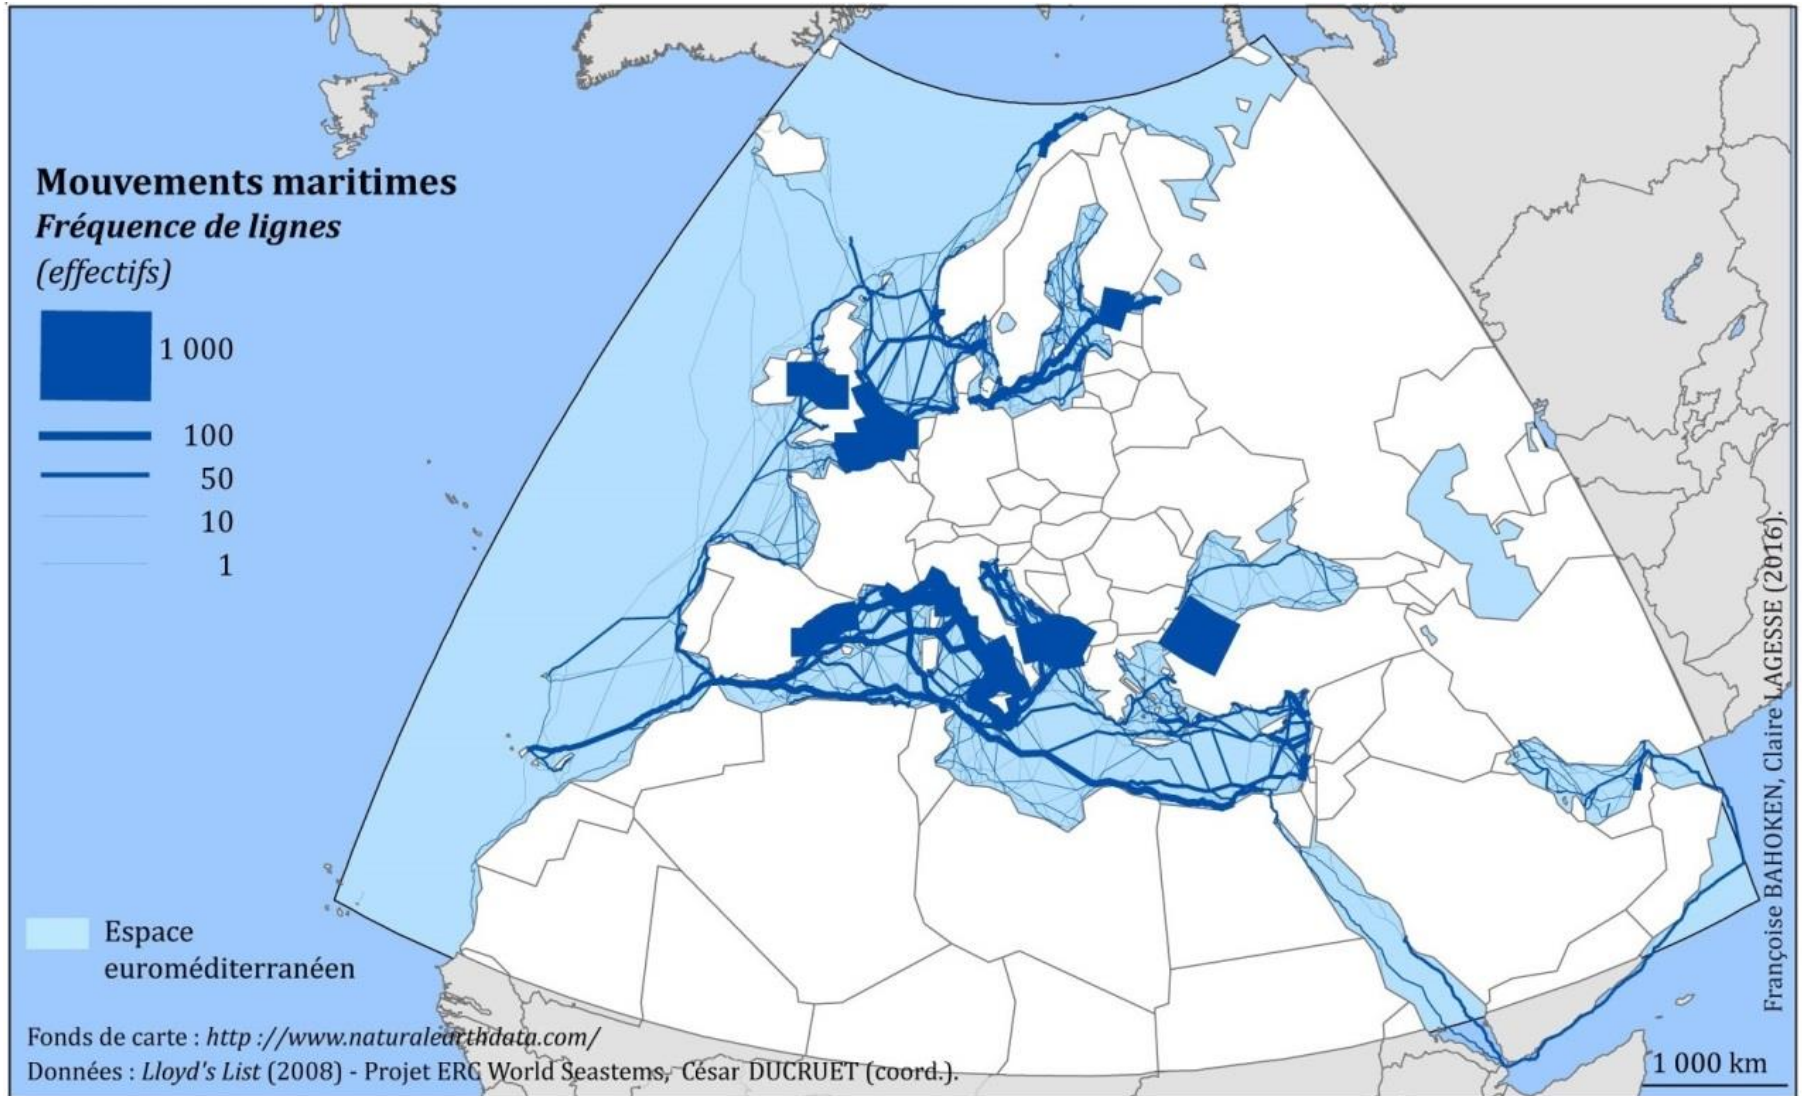 Mouvements maritimes
Fréquence de lignes
(effectifs)
1 000
100
50
10
1
Espace
euroméditerranéen
Fonds de carte : http ://www.naturalearthdata.com/
Données : Lloyd's List (2008) - Projet ERC World Seastems, César DUCRUET (coord.).
1 000 km
Françoise BAHOKEN, Claire LAGESSE (2016).